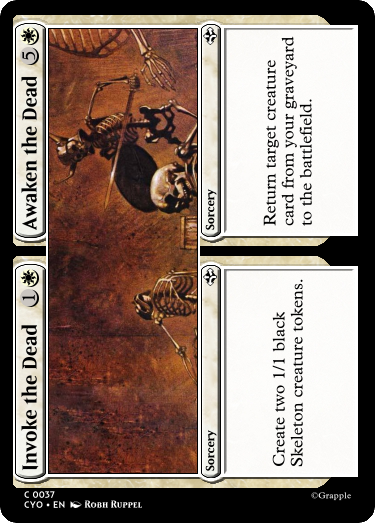 Invoke the Dead 1
Sorcery
Create two 1/1 black
Skeleton creature tokens.
Awaken the Dead 5
Sorcery
Return target creature
card from your graveyard
to the battlefield.
C 0037
CYO • EN ROBH RUPPEL
©Grapple